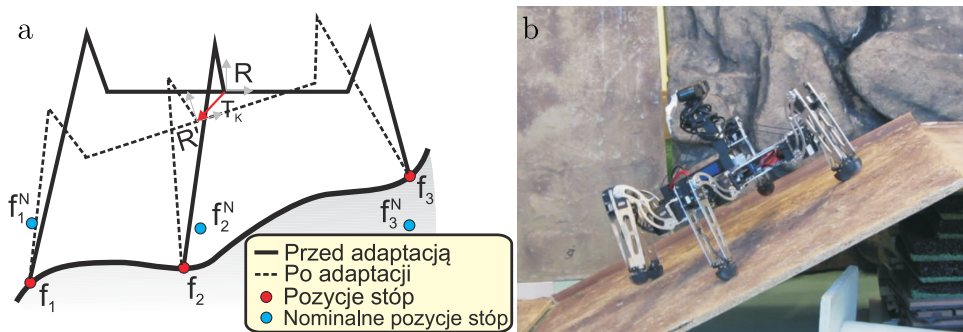 a
R
T_K
R'
f_1^N
f_2^N
f_3
f_3^N
f_1
f_2
Przed adaptacją
Po adaptacji
Pozycje stóp
Nominalne pozycje stóp
b